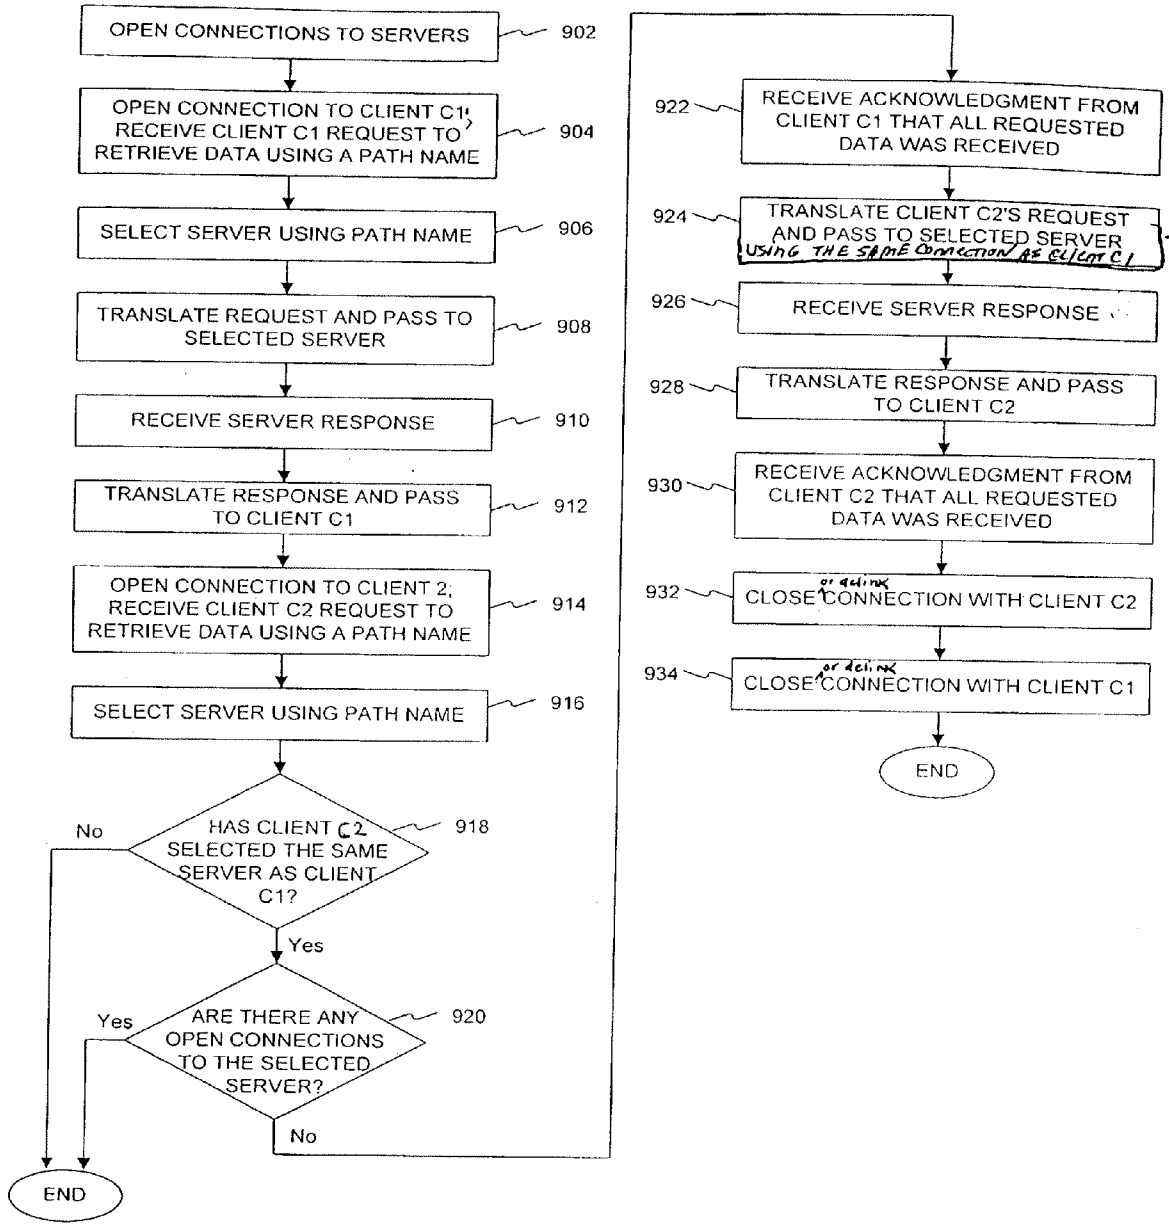 OPEN CONNECTIONS TO SERVERS
902
OPEN CONNECTION TO CLIENT C1;
RECEIVE CLIENT C1 REQUEST TO
RETRIEVE DATA USING A PATH NAME
904
SELECT SERVER USING PATH NAME
906
TRANSLATE REQUEST AND PASS TO
SELECTED SERVER
908
RECEIVE SERVER RESPONSE
910
TRANSLATE RESPONSE AND PASS
TO CLIENT C1
912
OPEN CONNECTION TO CLIENT 2;
RECEIVE CLIENT C2 REQUEST TO
RETRIEVE DATA USING A PATH NAME
914
SELECT SERVER USING PATH NAME
916
HAS CLIENT C2
SELECTED THE SAME
SERVER AS CLIENT
C1?
918
No
Yes
ARE THERE ANY
OPEN CONNECTIONS
TO THE SELECTED
SERVER?
920
Yes
No
END
922
RECEIVE ACKNOWLEDGMENT FROM
CLIENT C1 THAT ALL REQUESTED
DATA WAS RECEIVED
924
TRANSLATE CLIENT C2'S REQUEST
AND PASS TO SELECTED SERVER
USING THE SAME CONNECTION AS CLIENT C1
926
RECEIVE SERVER RESPONSE
928
TRANSLATE RESPONSE AND PASS
TO CLIENT C2
930
RECEIVE ACKNOWLEDGMENT FROM
CLIENT C2 THAT ALL REQUESTED
DATA WAS RECEIVED
932
or delink
CLOSE CONNECTION WITH CLIENT C2
934
or delink
CLOSE CONNECTION WITH CLIENT C1
END